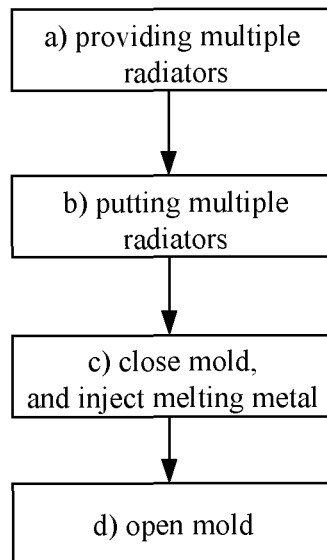 a) providing multiple
radiators
b) putting multiple
radiators
c) close mold,
and inject melting metal
d) open mold